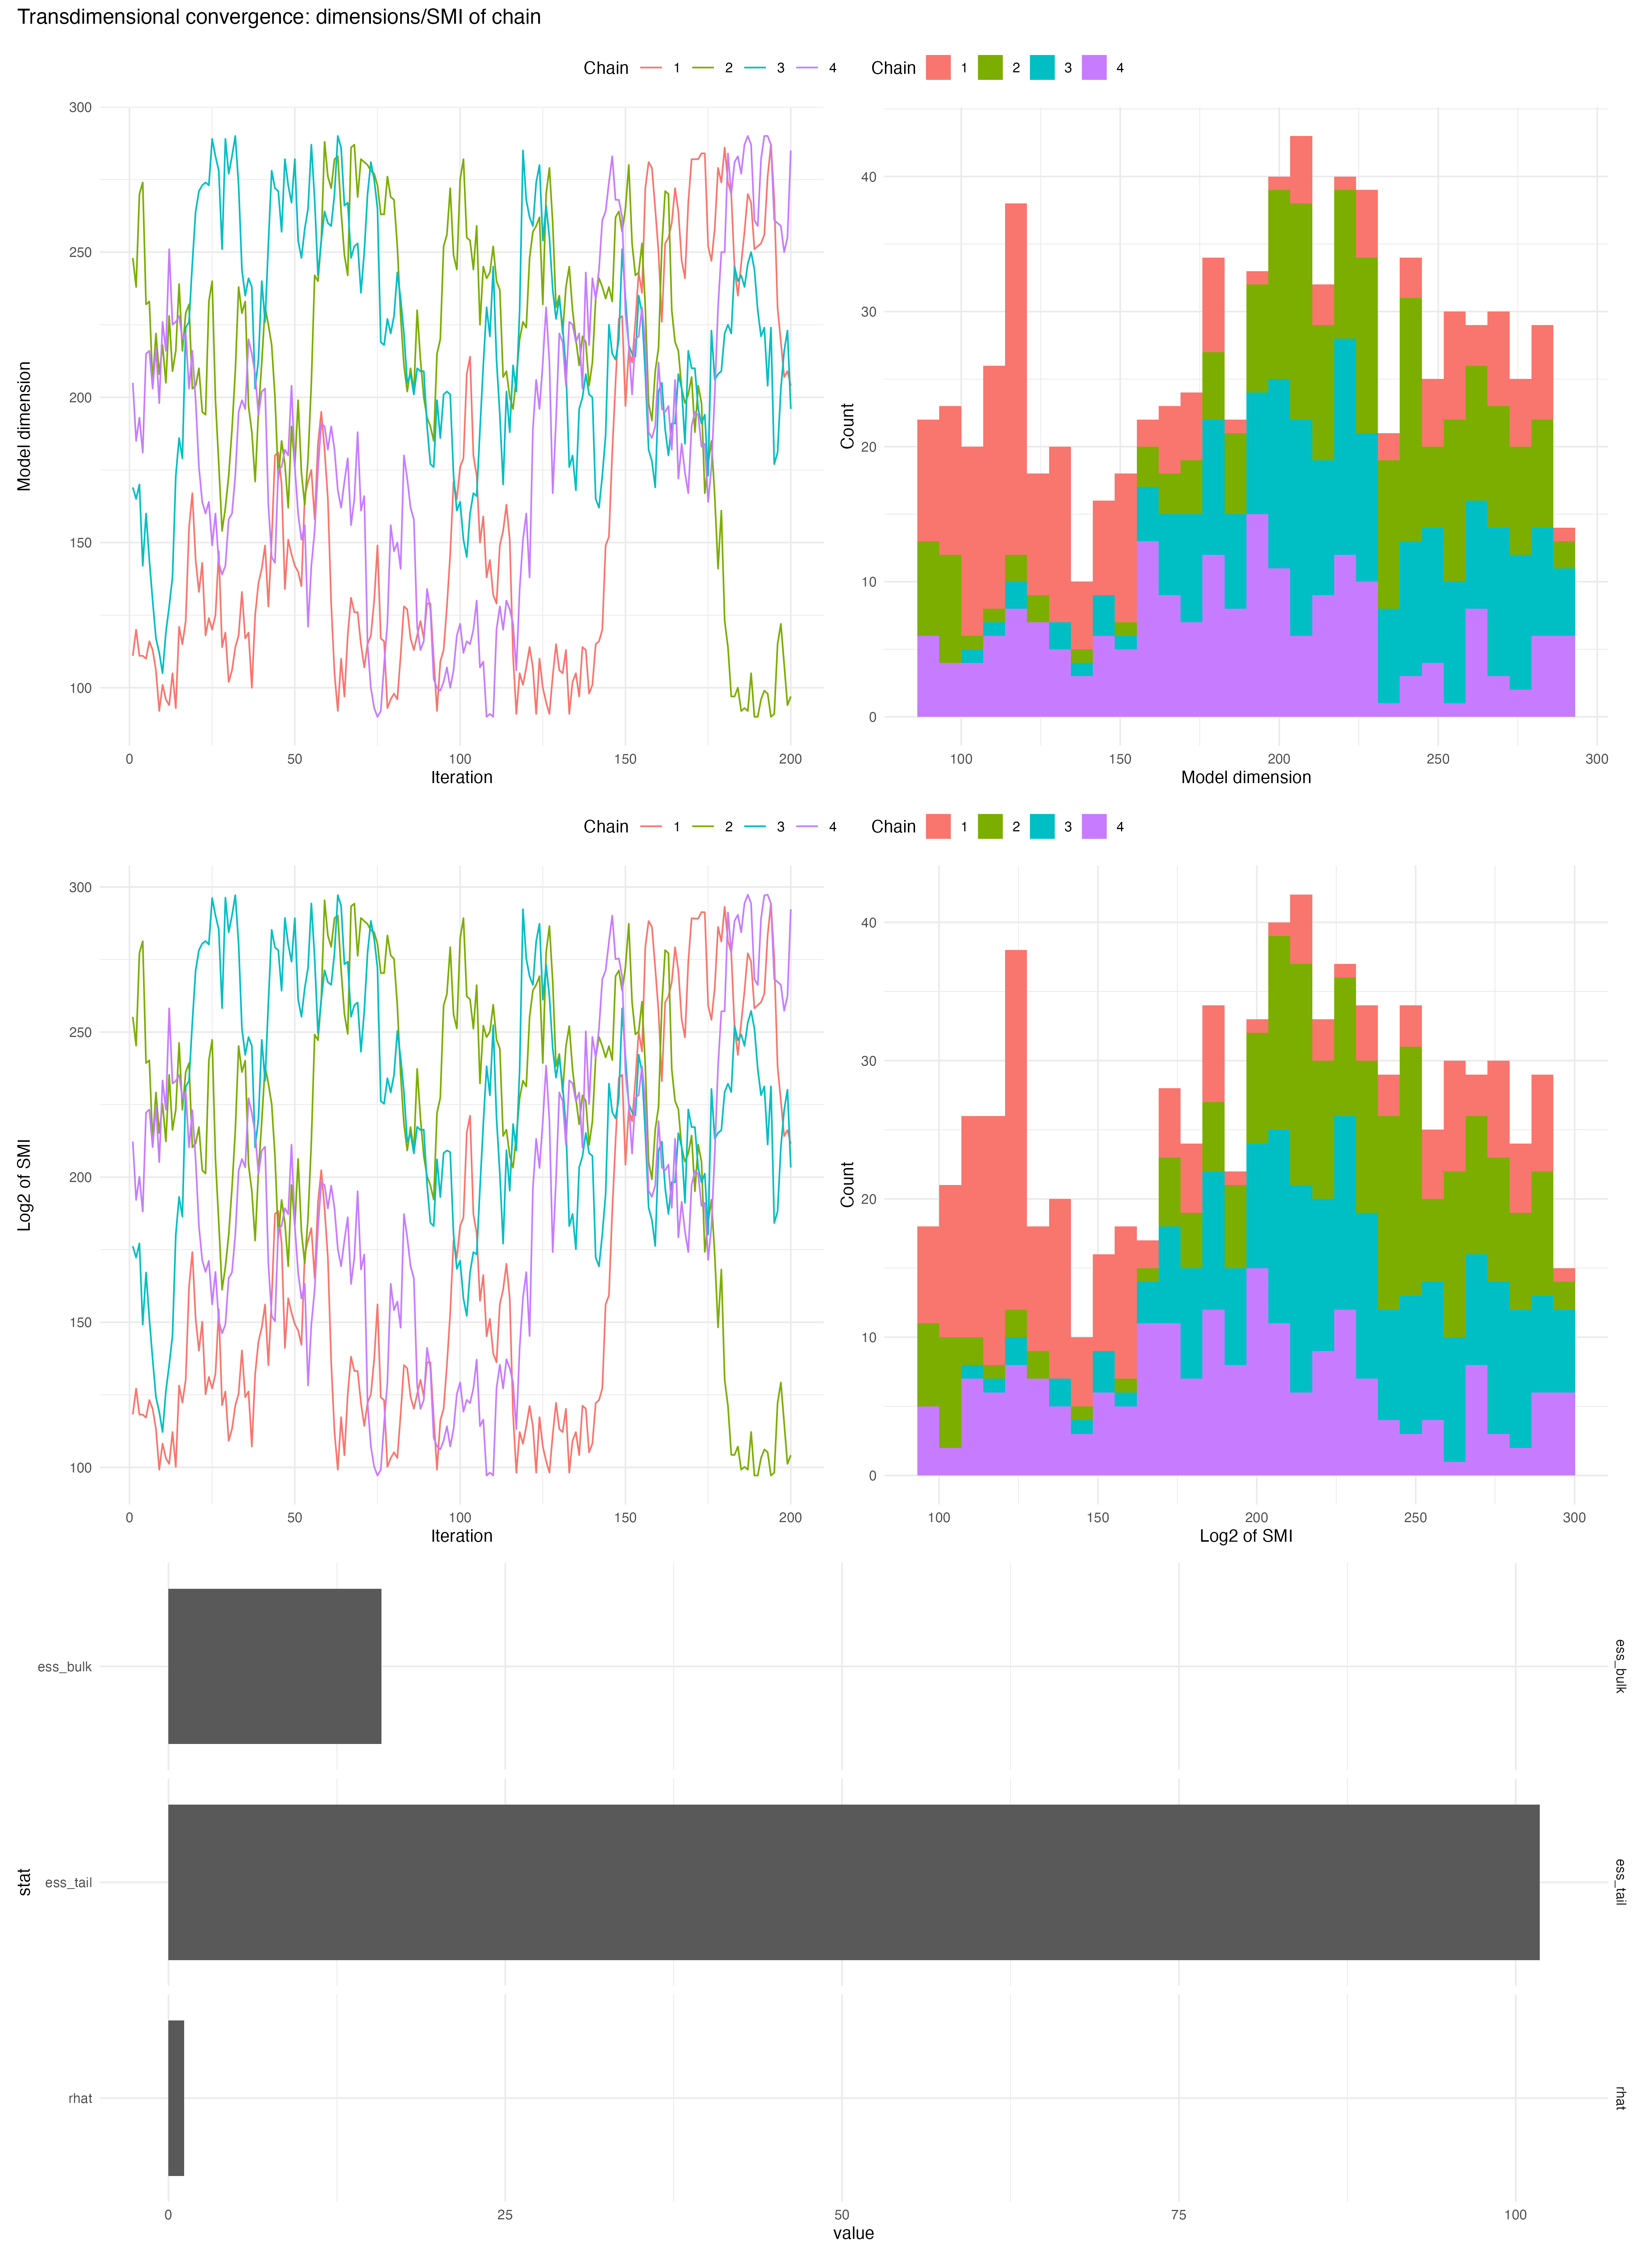 Transdimensional convergence: dimensions/SMI of chain
Chain 1 2 3 4
Chain 1 2 3 4
300
250
200
150
100
Model dimension
0 50 100 150 200
Iteration
40
30
20
10
0
Count
100 150 200 250 300
Model dimension
Chain 1 2 3 4
Chain 1 2 3 4
300
250
200
150
100
Log2 of SMI
0 50 100 150 200
Iteration
40
30
20
10
0
Count
100 150 200 250 300
Log2 of SMI
stat
ess_bulk
ess_bulk
ess_tail
ess_tail
rhat
rhat
0 25 50 75 100
value